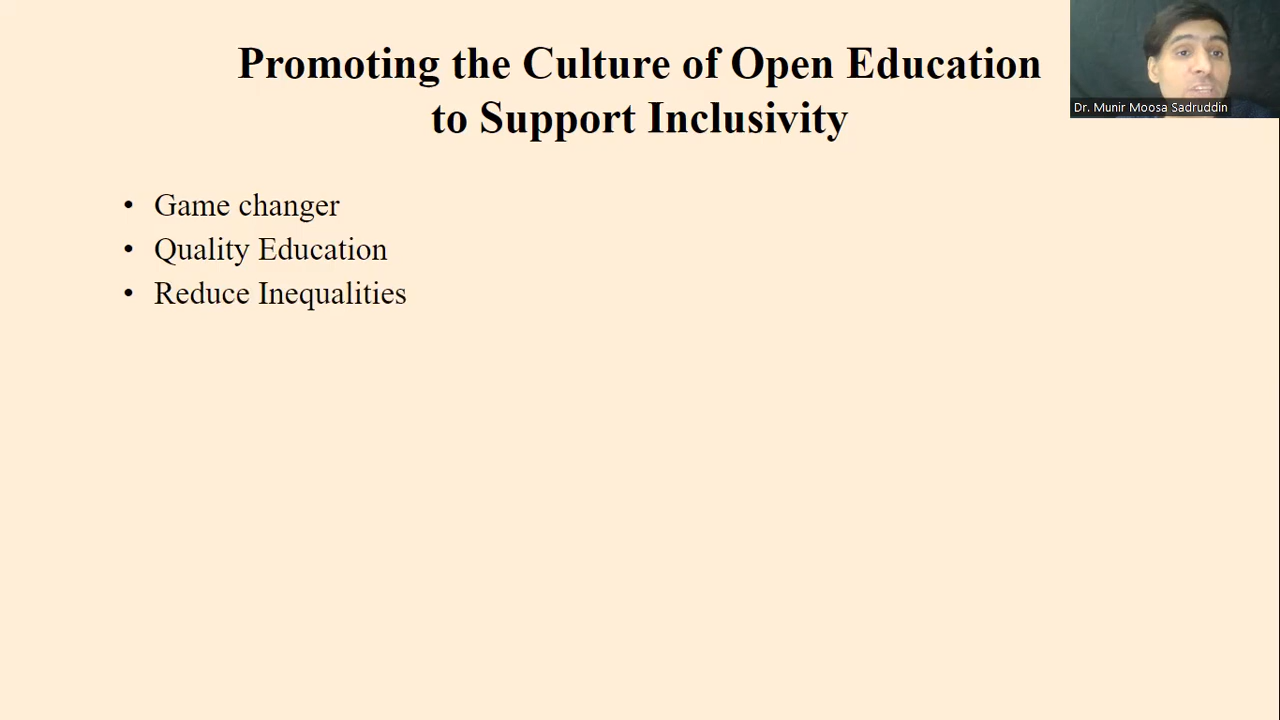 Promoting the Culture of Open Education
to Support Inclusivity
Dr. Munir Moosa Sadruddin
• Game changer
• Quality Education
• Reduce Inequalities